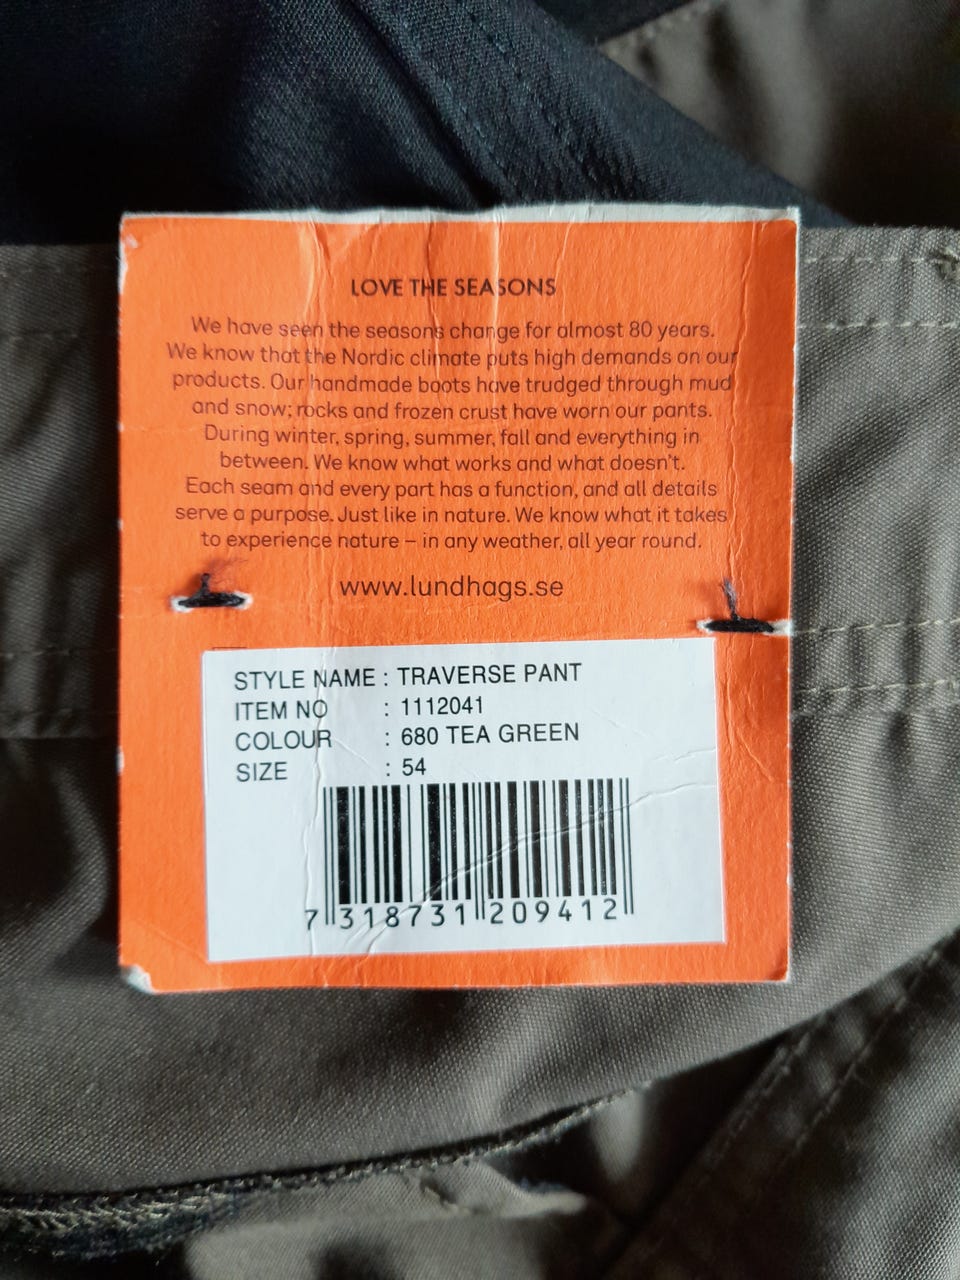 LOVE THE SEASONS
We have seen the seasons change for almost 80 years.
We know that the Nordic climate puts high demands on our
products. Our handmade boots have trudged through mud
and snow; rocks and frozen crust have worn our pants.
During winter, spring, summer, fall and everything in
between. We know what works and what doesn't.
Each seam and every part has a function, and all details
serve a purpose. Just like in nature. We know what it takes
to experience nature – in any weather, all year round.
www.lundhags.se
STYLE NAME : TRAVERSE PANT
ITEM NO : 1112041
COLOUR : 680 TEA GREEN
SIZE : 54
7 318731 209412